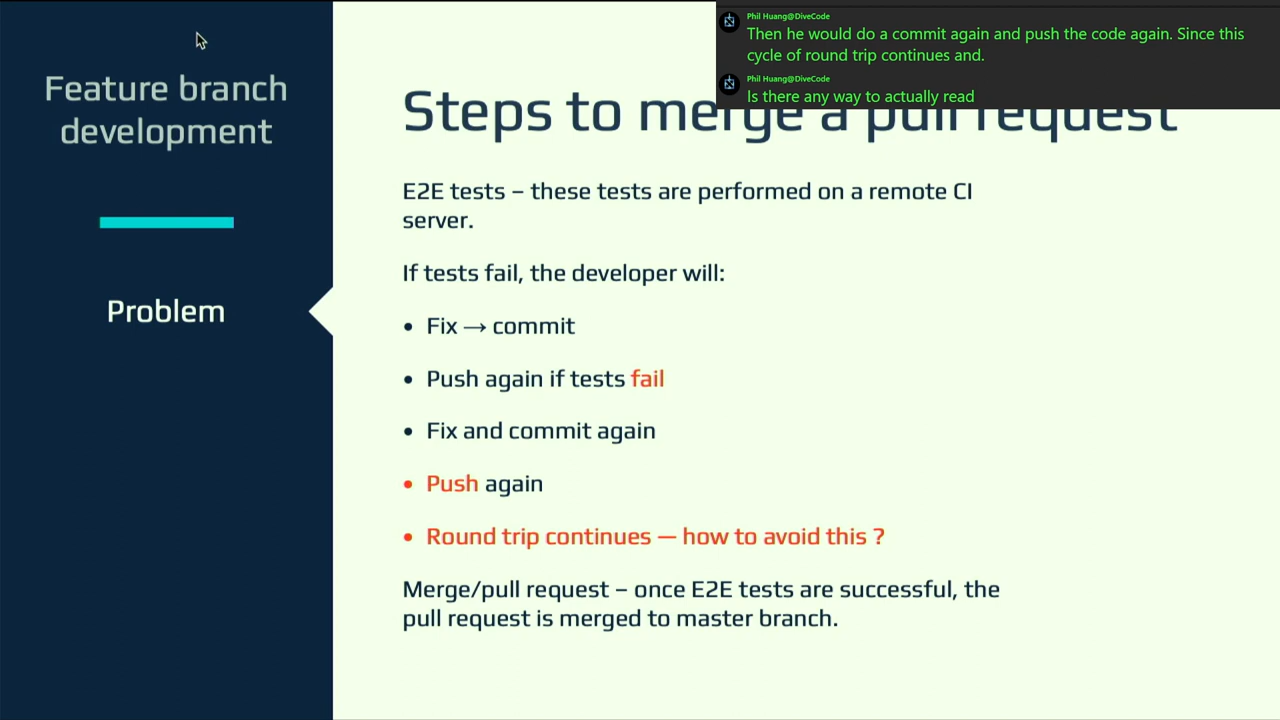 Feature branch
development
Problem
Phil Huang@DiveCode
Then he would do a commit again and push the code again. Since this
cycle of round trip continues and.
Phil Huang@DiveCode
Is there any way to actually read
Steps to merge a pull request
E2E tests – these tests are performed on a remote CI
server.
If tests fail, the developer will:
• Fix → commit
• Push again if tests fail
• Fix and commit again
• Push again
• Round trip continues — how to avoid this ?
Merge/pull request – once E2E tests are successful, the
pull request is merged to master branch.